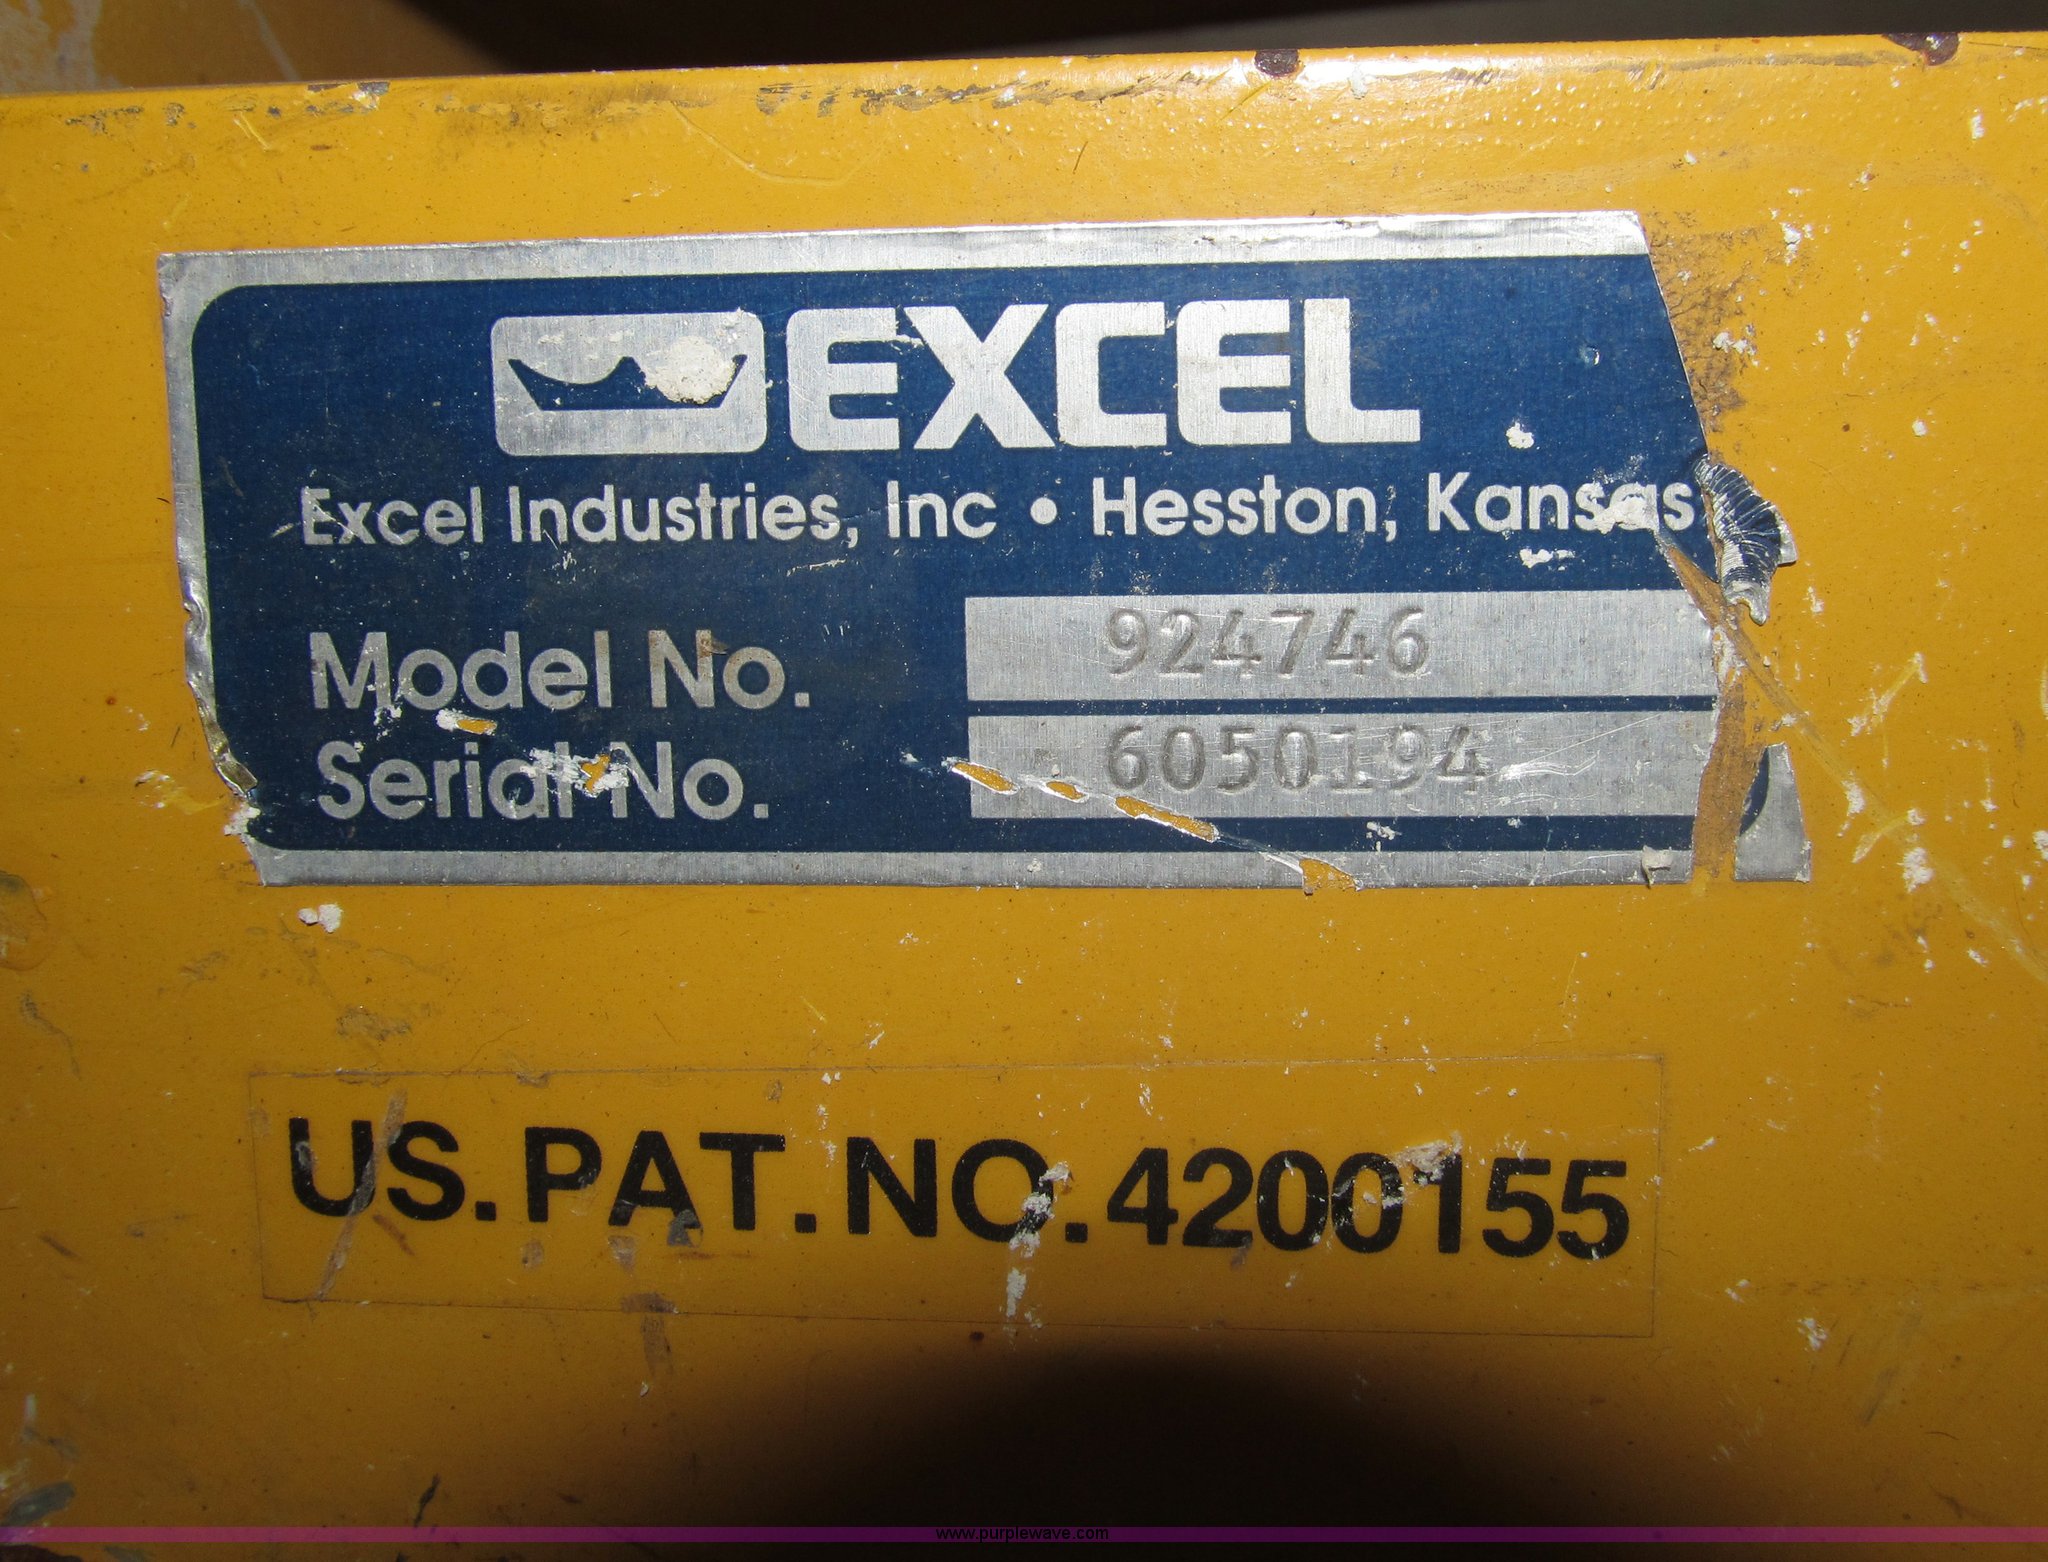 EXCEL
Excel Industries, Inc • Hesston, Kansas
Model No. 924746
Serial No. 6050194
US. PAT. NO. 4200155
www.purplewave.com